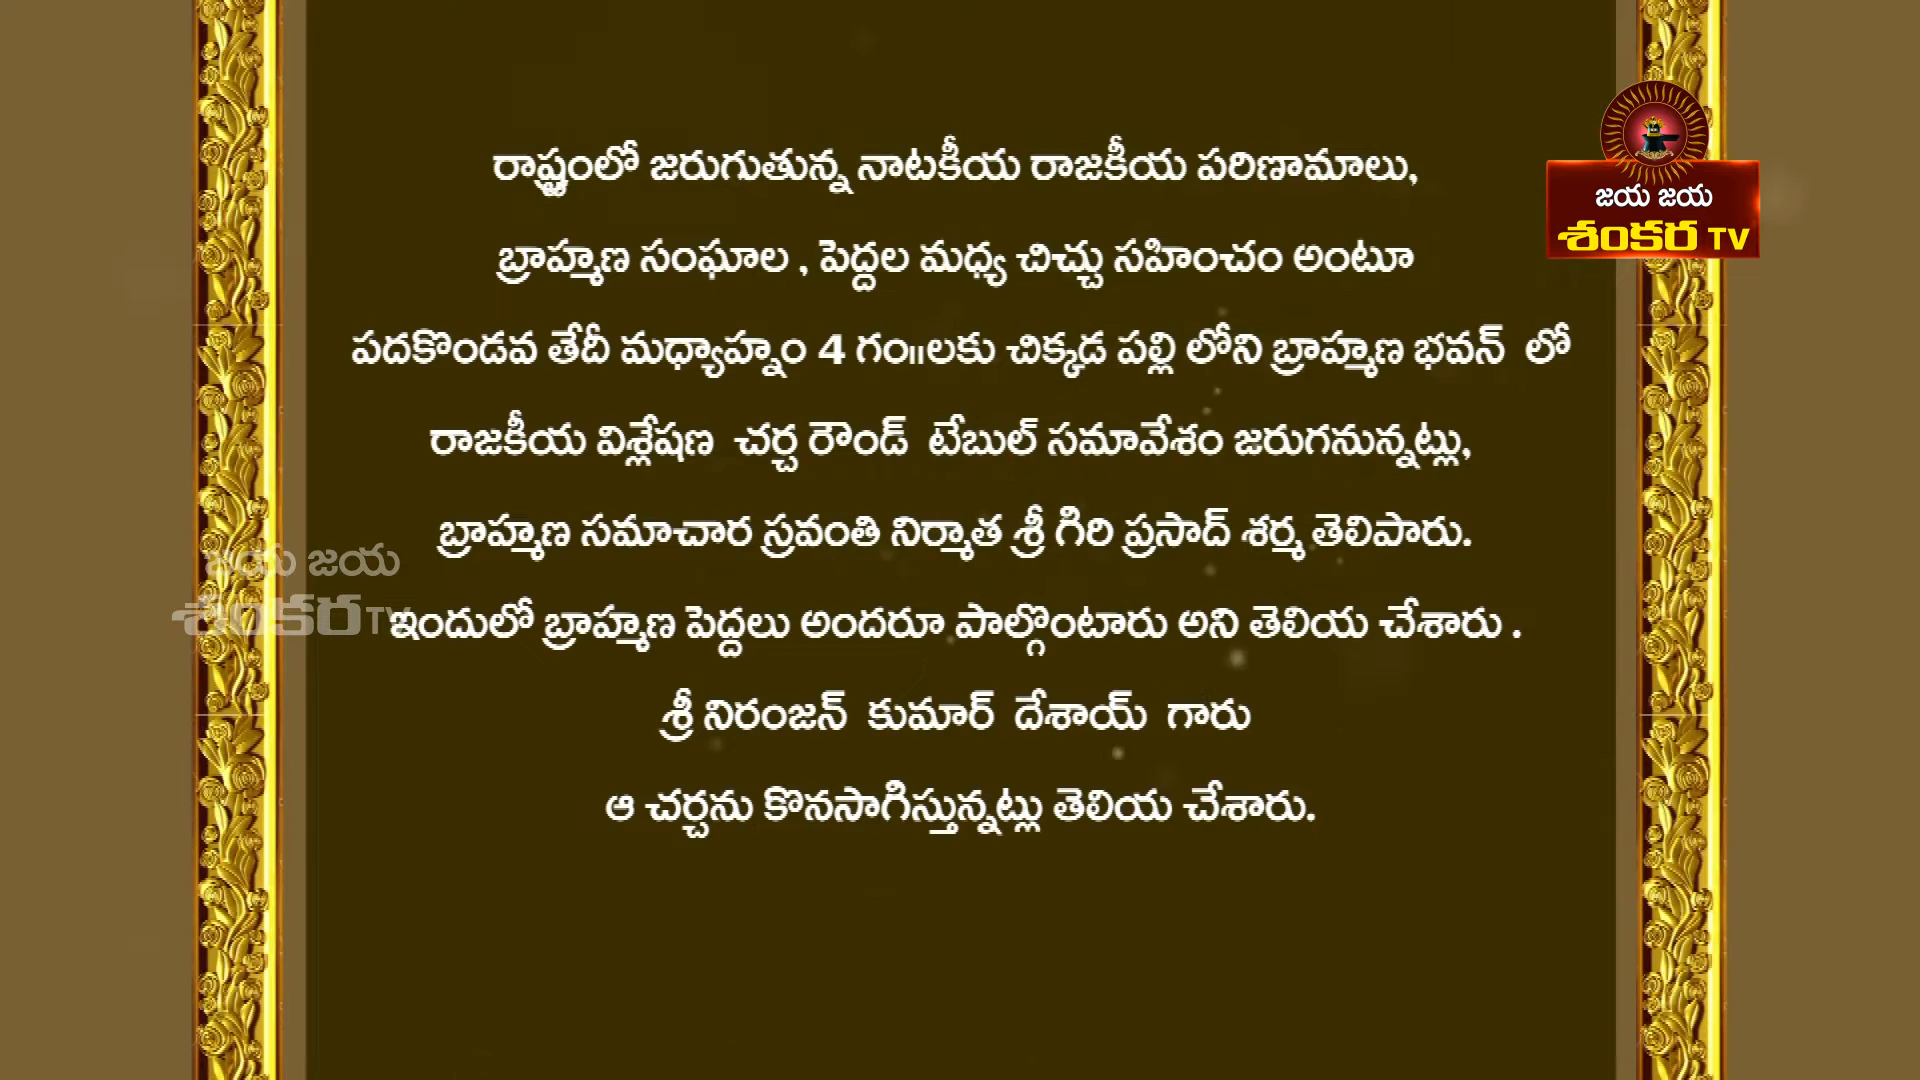 రాష్ట్రంలో జరుగుతున్న నాటకీయ రాజకీయ పరిణామాలు,
బ్రాహ్మణ సంఘాల , పెద్దల మధ్య చిచ్చు సహించం అంటూ
పదకొండవ తేదీ మధ్యాహ్నం 4 గం॥లకు చిక్కడ పల్లి లోని బ్రాహ్మణ భవన్ లో
రాజకీయ విశ్లేషణ చర్చ రౌండ్ టేబుల్ సమావేశం జరుగనున్నట్లు,
బ్రాహ్మణ సమాచార స్రవంతి నిర్మాత శ్రీ గిరి ప్రసాద్ శర్మ తెలిపారు.
ఇందులో బ్రాహ్మణ పెద్దలు అందరూ పాల్గొంటారు అని తెలియ చేశారు .
శ్రీ నిరంజన్ కుమార్ దేశాయ్ గారు
ఆ చర్చను కొనసాగిస్తున్నట్లు తెలియ చేశారు.
జయ జయ
శంకర TV
జయ జయ
శంకర TV